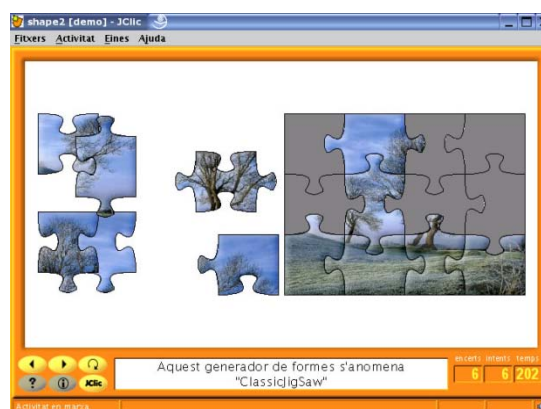 shape2 [demo] - JClic
Fitxers Activitat Eines Ajuda
Aquest generador de formes s'anomena
"ClassicJigSaw"
encerts intents temps
6 6 202
? i JClic
Activitat en marxa